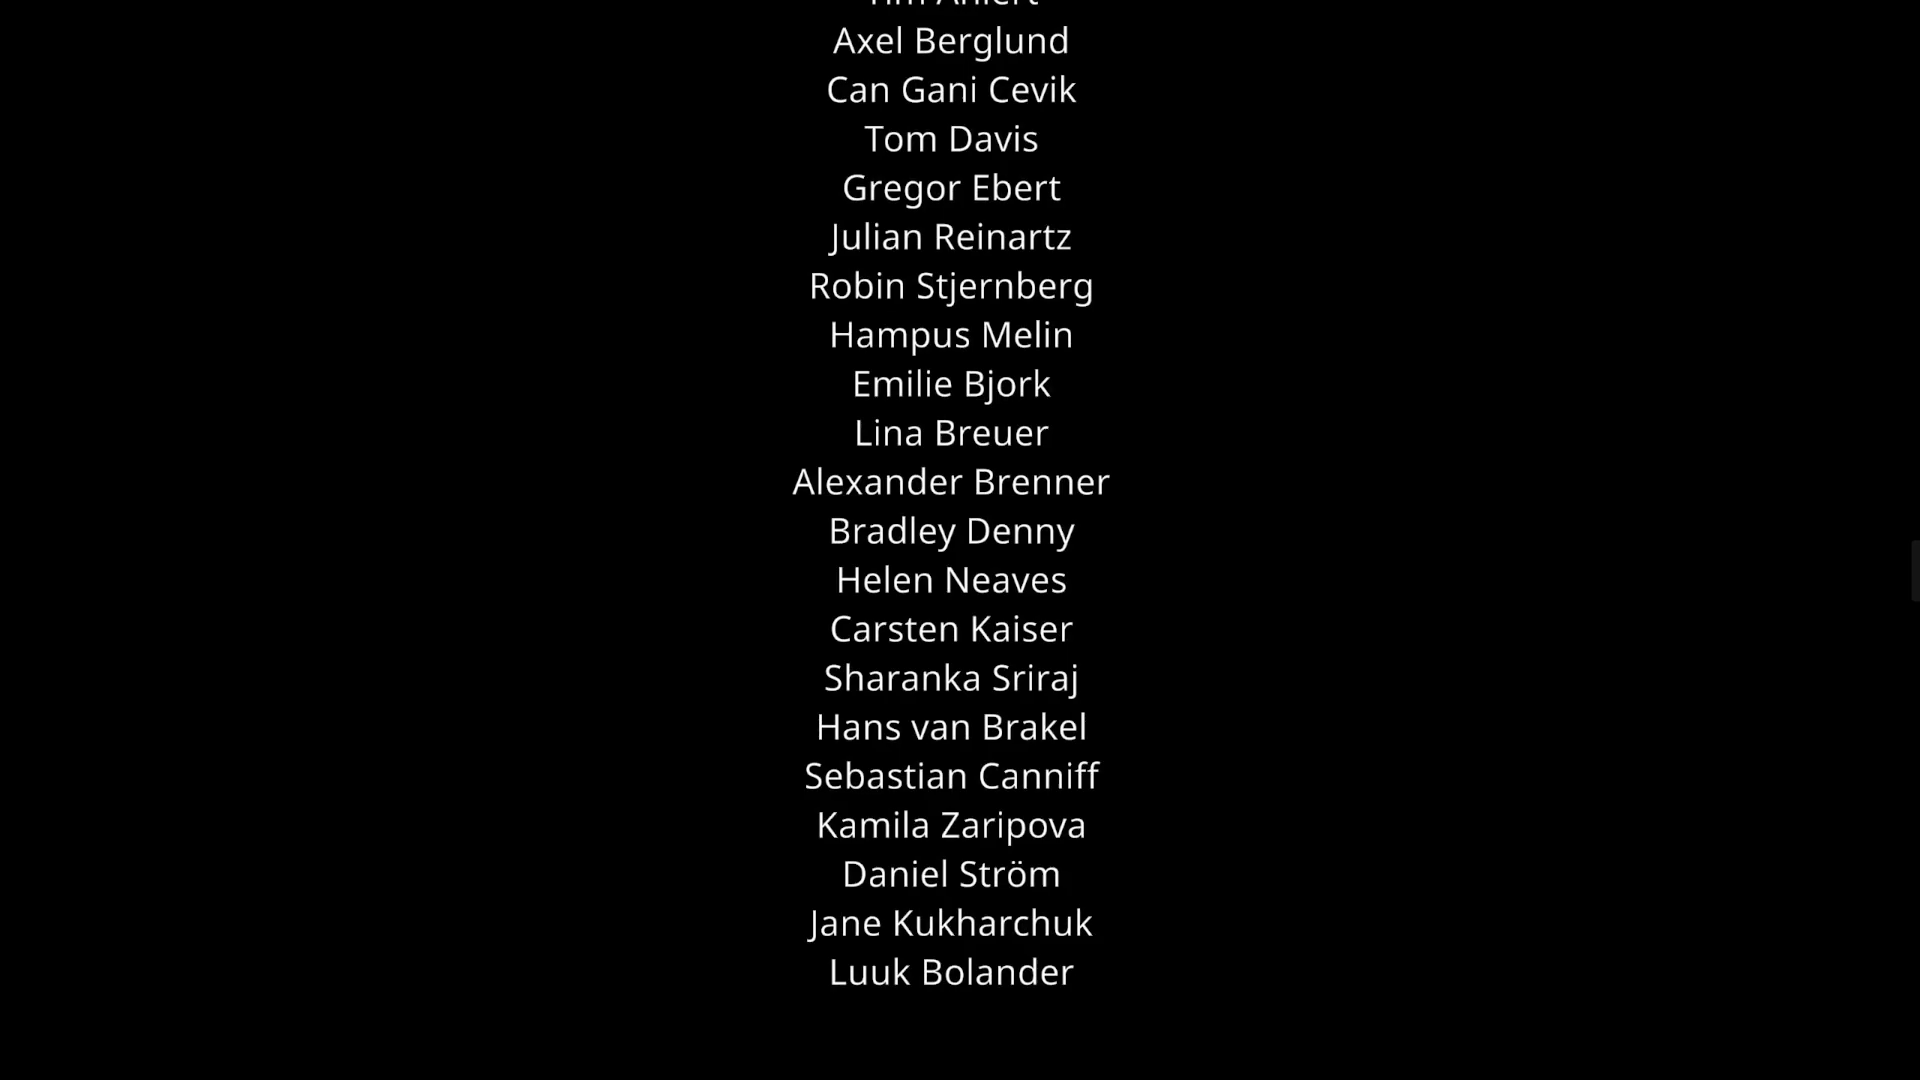 Axel Berglund
Can Gani Cevik
Tom Davis
Gregor Ebert
Julian Reinartz
Robin Stjernberg
Hampus Melin
Emilie Bjork
Lina Breuer
Alexander Brenner
Bradley Denny
Helen Neaves
Carsten Kaiser
Sharanka Sriraj
Hans van Brakel
Sebastian Canniff
Kamila Zaripova
Daniel Ström
Jane Kukharchuk
Luuk Bolander